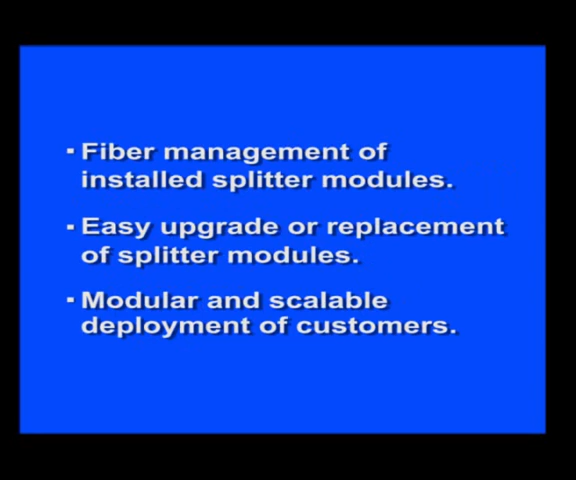 ▪ Fiber management of
installed splitter modules.
▪ Easy upgrade or replacement
of splitter modules.
▪ Modular and scalable
deployment of customers.